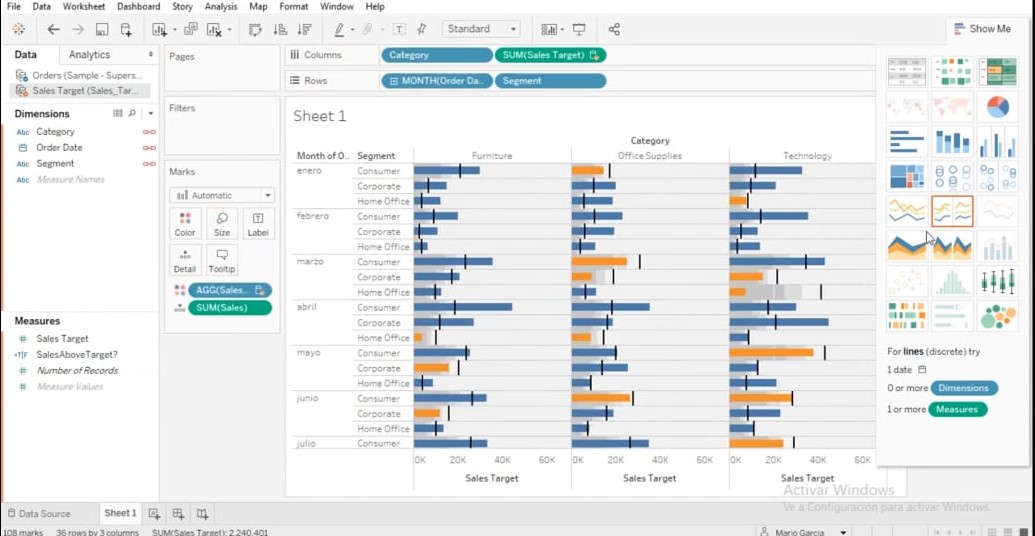 File Data Worksheet Dashboard Story Analysis Map Format Window Help
Standard
Show Me
Data Analytics
Pages
Columns Category SUM(Sales Target)
Rows MONTH(Order Da.. Segment
Orders (Sample - Supers...
Sales Target (Sales_Tar...
Filters
Dimensions
Abc Category
Order Date
Abc Segment
Abc Measure Names
Marks
Automatic
Color Size Label
Detail Tooltip
AGG(Sales..
SUM(Sales)
Measures
# Sales Target
=T|F SalesAboveTarget?
# Number of Records
# Measure Values
Sheet 1
Category
Month of O.. Segment Furniture Office Supplies Technology
enero Consumer
Corporate
Home Office
febrero Consumer
Corporate
Home Office
marzo Consumer
Corporate
Home Office
abril Consumer
Corporate
Home Office
mayo Consumer
Corporate
Home Office
junio Consumer
Corporate
Home Office
julio Consumer
0K 20K 40K 60K 0K 20K 40K 60K 0K 20K 40K 60K
Sales Target Sales Target Sales Target
For lines (discrete) try
1 date
0 or more Dimensions
1 or more Measures
Activar Windows
Ve a Configuración para activar Windows.
Data Source Sheet 1
108 marks 36 rows by 3 columns SUM(Sales Target): 2.240.401
Mario Garcia